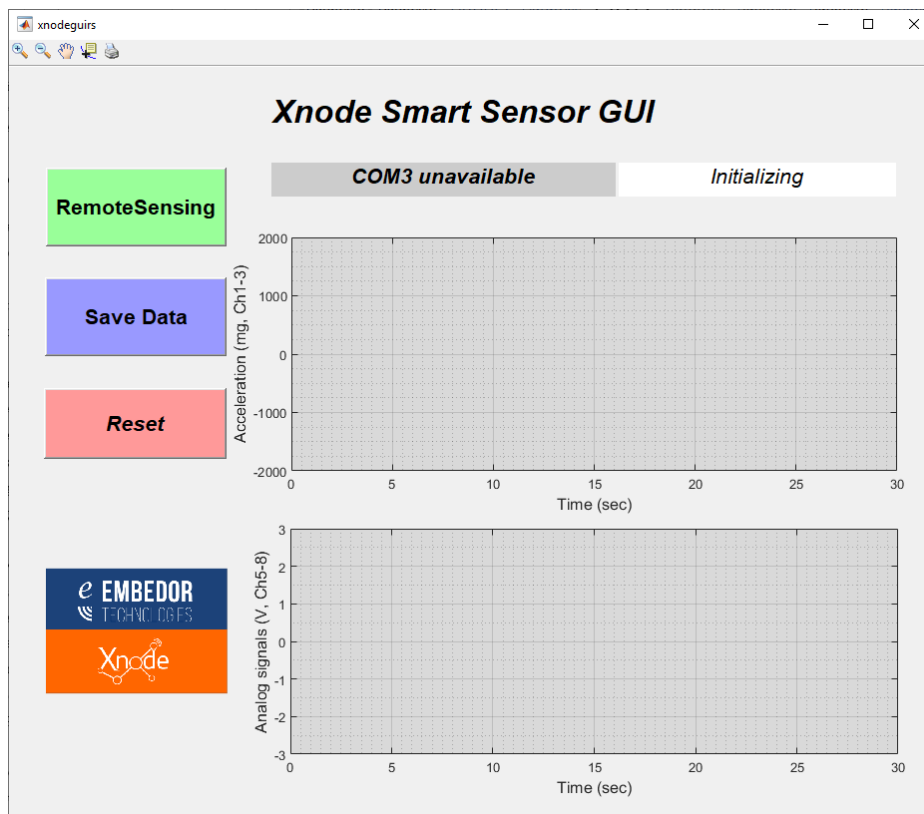 xnodeguirs
Xnode Smart Sensor GUI
COM3 unavailable
Initializing
RemoteSensing
Save Data
Reset
Acceleration (mg, Ch1-3)
2000
1000
0
-1000
-2000
0 5 10 15 20 25 30
Time (sec)
Analog signals (V, Ch5-8)
3
2
1
0
-1
-2
-3
0 5 10 15 20 25 30
Time (sec)
e EMBEDOR
TECHNOLOGIES
Xnode